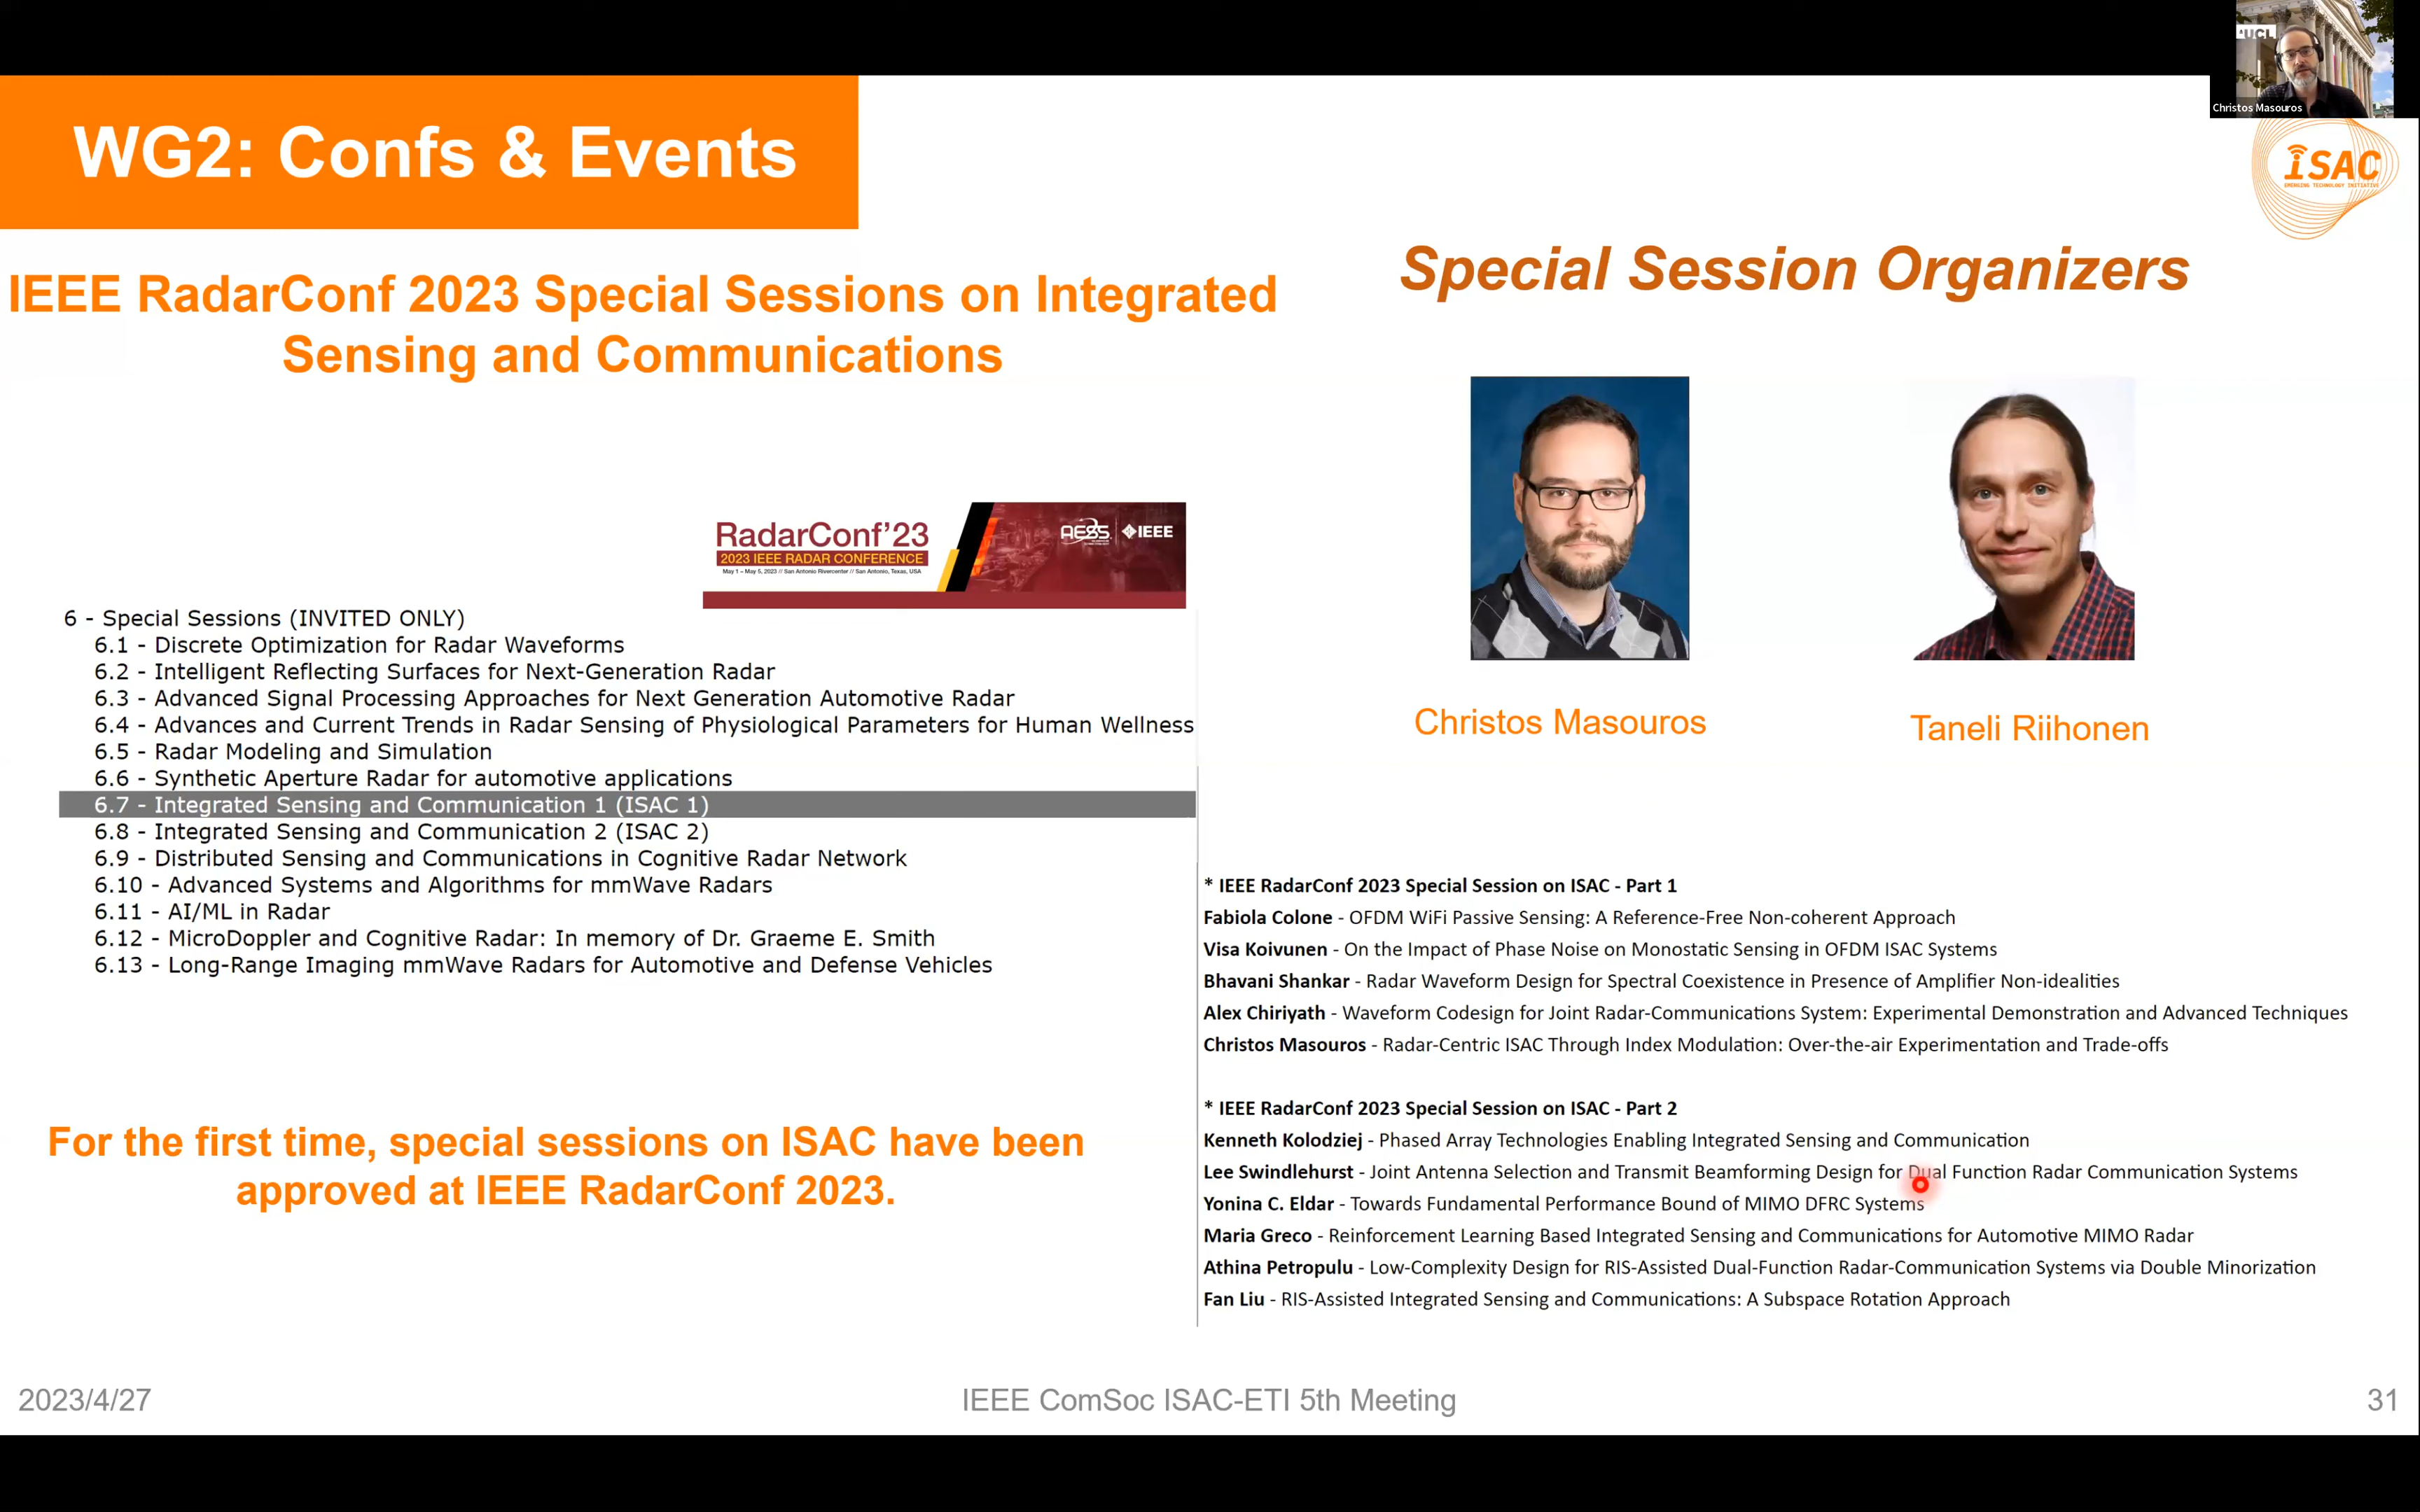 UCL
Christos Masouros
WG2: Confs & Events
iSAC
EMERGING TECHNOLOGY INITIATIVE
IEEE RadarConf 2023 Special Sessions on Integrated
Sensing and Communications
Special Session Organizers
RadarConf'23
2023 IEEE RADAR CONFERENCE
May 1 – May 5, 2023 // San Antonio Rivercenter // San Antonio, Texas, USA
AESS
IEEE
Christos Masouros
Taneli Riihonen
6 - Special Sessions (INVITED ONLY)
6.1 - Discrete Optimization for Radar Waveforms
6.2 - Intelligent Reflecting Surfaces for Next-Generation Radar
6.3 - Advanced Signal Processing Approaches for Next Generation Automotive Radar
6.4 - Advances and Current Trends in Radar Sensing of Physiological Parameters for Human Wellness
6.5 - Radar Modeling and Simulation
6.6 - Synthetic Aperture Radar for automotive applications
6.7 - Integrated Sensing and Communication 1 (ISAC 1)
6.8 - Integrated Sensing and Communication 2 (ISAC 2)
6.9 - Distributed Sensing and Communications in Cognitive Radar Network
6.10 - Advanced Systems and Algorithms for mmWave Radars
6.11 - AI/ML in Radar
6.12 - MicroDoppler and Cognitive Radar: In memory of Dr. Graeme E. Smith
6.13 - Long-Range Imaging mmWave Radars for Automotive and Defense Vehicles
For the first time, special sessions on ISAC have been
approved at IEEE RadarConf 2023.
* IEEE RadarConf 2023 Special Session on ISAC - Part 1
Fabiola Colone - OFDM WiFi Passive Sensing: A Reference-Free Non-coherent Approach
Visa Koivunen - On the Impact of Phase Noise on Monostatic Sensing in OFDM ISAC Systems
Bhavani Shankar - Radar Waveform Design for Spectral Coexistence in Presence of Amplifier Non-idealities
Alex Chiriyath - Waveform Codesign for Joint Radar-Communications System: Experimental Demonstration and Advanced Techniques
Christos Masouros - Radar-Centric ISAC Through Index Modulation: Over-the-air Experimentation and Trade-offs
* IEEE RadarConf 2023 Special Session on ISAC - Part 2
Kenneth Kolodziej - Phased Array Technologies Enabling Integrated Sensing and Communication
Lee Swindlehurst - Joint Antenna Selection and Transmit Beamforming Design for Dual Function Radar Communication Systems
Yonina C. Eldar - Towards Fundamental Performance Bound of MIMO DFRC Systems
Maria Greco - Reinforcement Learning Based Integrated Sensing and Communications for Automotive MIMO Radar
Athina Petropulu - Low-Complexity Design for RIS-Assisted Dual-Function Radar-Communication Systems via Double Minorization
Fan Liu - RIS-Assisted Integrated Sensing and Communications: A Subspace Rotation Approach
2023/4/27
IEEE ComSoc ISAC-ETI 5th Meeting
31